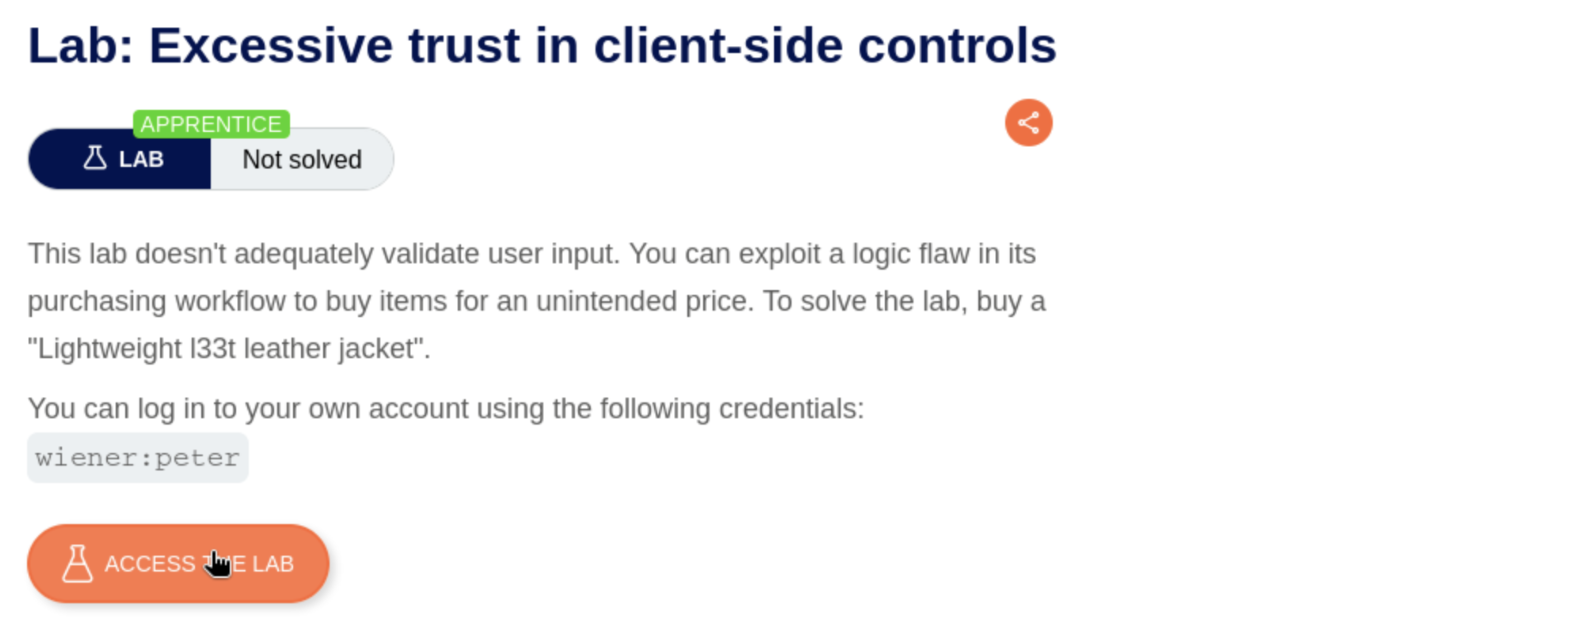 Lab: Excessive trust in client-side controls
APPRENTICE
LAB Not solved
This lab doesn't adequately validate user input. You can exploit a logic flaw in its
purchasing workflow to buy items for an unintended price. To solve the lab, buy a
"Lightweight l33t leather jacket".
You can log in to your own account using the following credentials:
wiener:peter
ACCESS THE LAB